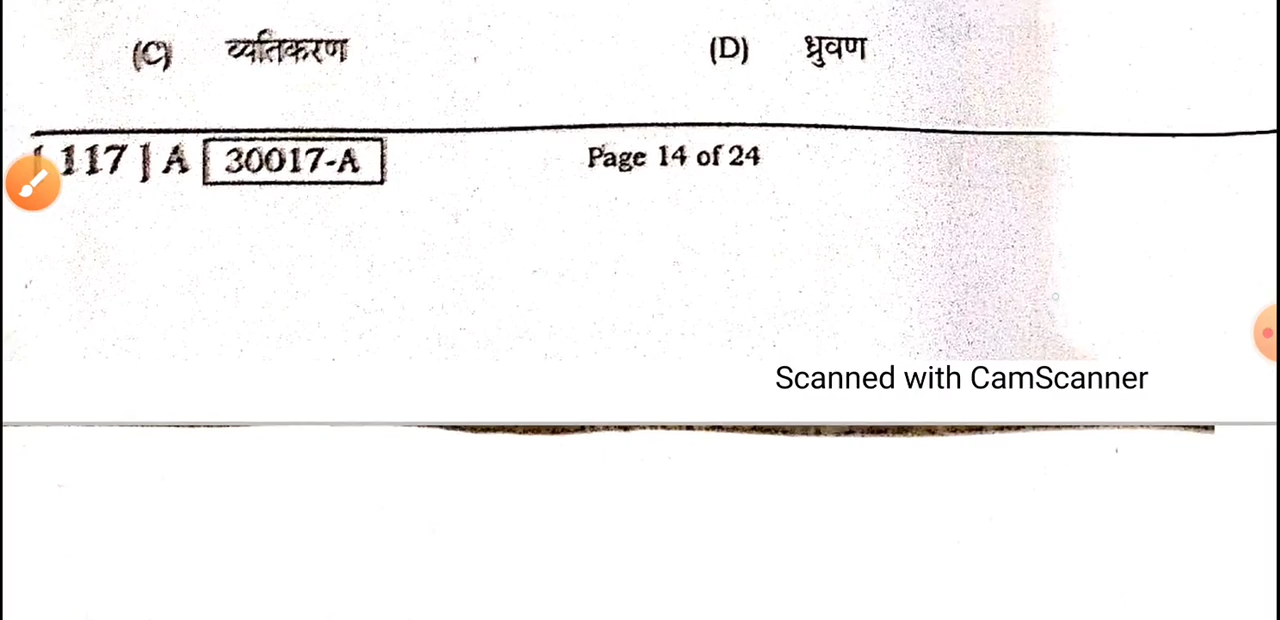 (C) व्यतिकरण (D) ध्रुवण
[ 117 ] A 30017-A Page 14 of 24
Scanned with CamScanner